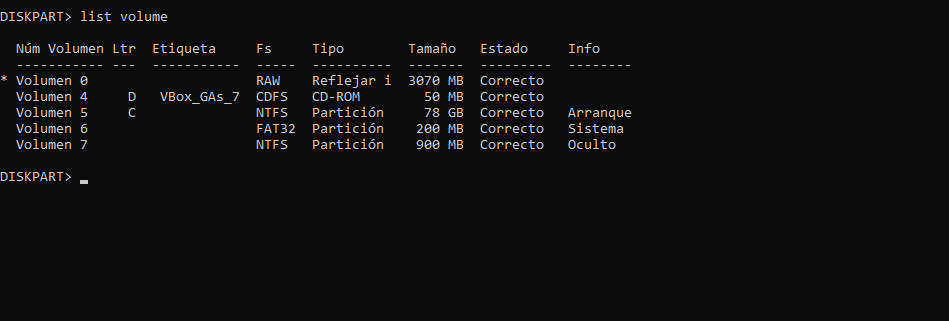 DISKPART> list volume
  Núm Volumen Ltr  Etiqueta     Fs     Tipo        Tamaño   Estado     Info
  ----------- ---  -----------  -----  ----------  -------  ---------  --------
* Volumen 0                     RAW    Reflejar i  3070 MB  Correcto
  Volumen 4     D   VBox_GAs_7  CDFS   CD-ROM        50 MB  Correcto
  Volumen 5     C               NTFS   Partición     78 GB  Correcto   Arranque
  Volumen 6                     FAT32  Partición    200 MB  Correcto   Sistema
  Volumen 7                     NTFS   Partición    900 MB  Correcto   Oculto
DISKPART> _